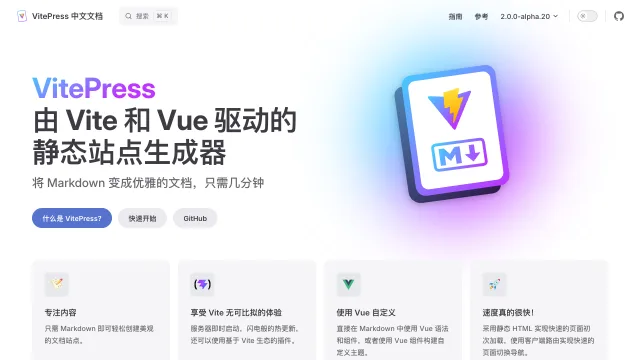 VitePress 中文文档
搜索
⌘ K
指南
参考
2.0.0-alpha.20
VitePress
由 Vite 和 Vue 驱动的
静态站点生成器
将 Markdown 变成优雅的文档，只需几分钟
什么是 VitePress?
快速开始
GitHub
M
专注内容
只需 Markdown 即可轻松创建美观
的文档站点。
享受 Vite 无可比拟的体验
服务器即时启动，闪电般的热更新，
还可以使用基于 Vite 生态的插件。
使用 Vue 自定义
直接在 Markdown 中使用 Vue 语法
和组件，或者使用 Vue 组件构建自
定义主题。
速度真的很快！
采用静态 HTML 实现快速的页面初
次加载，使用客户端路由实现快速的
页面切换导航。